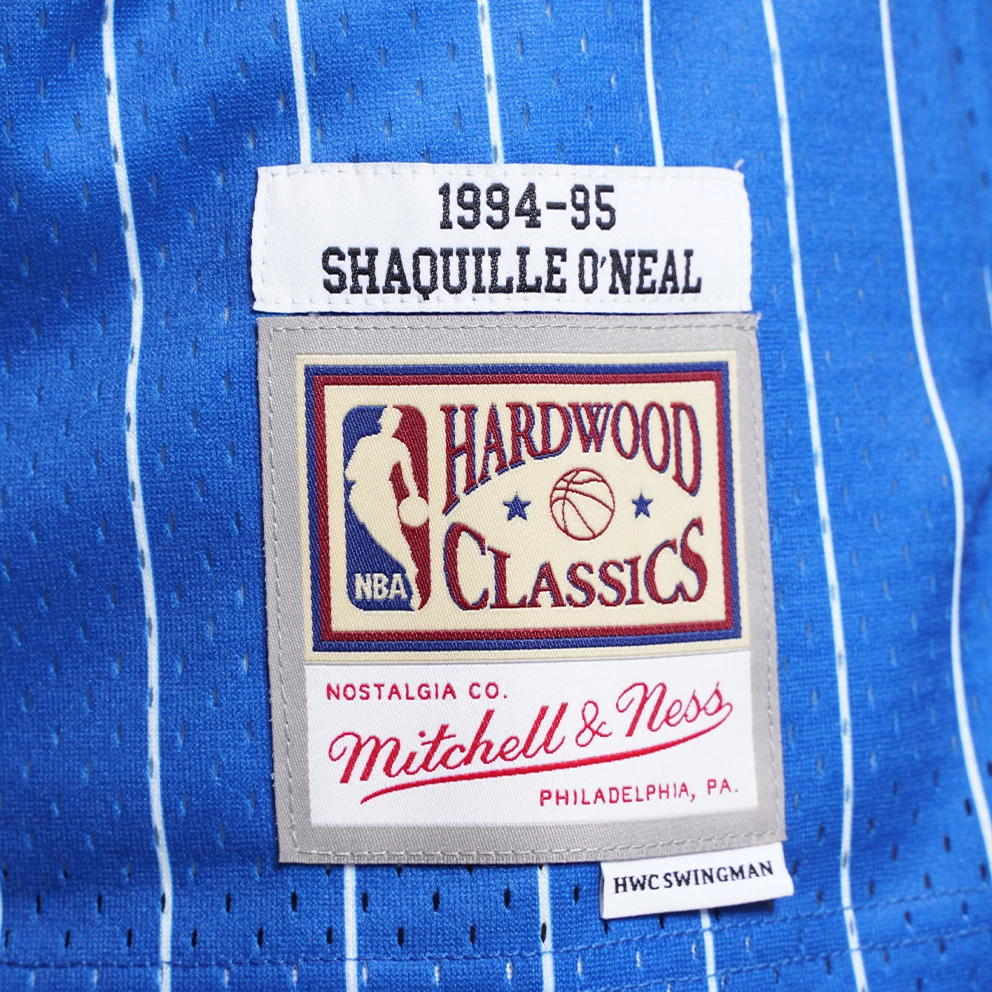 1994-95
SHAQUILLE O'NEAL
HARDWOOD
CLASSICS
NBA
NOSTALGIA CO.
Mitchell & Ness
PHILADELPHIA, PA.
HWC SWINGMAN